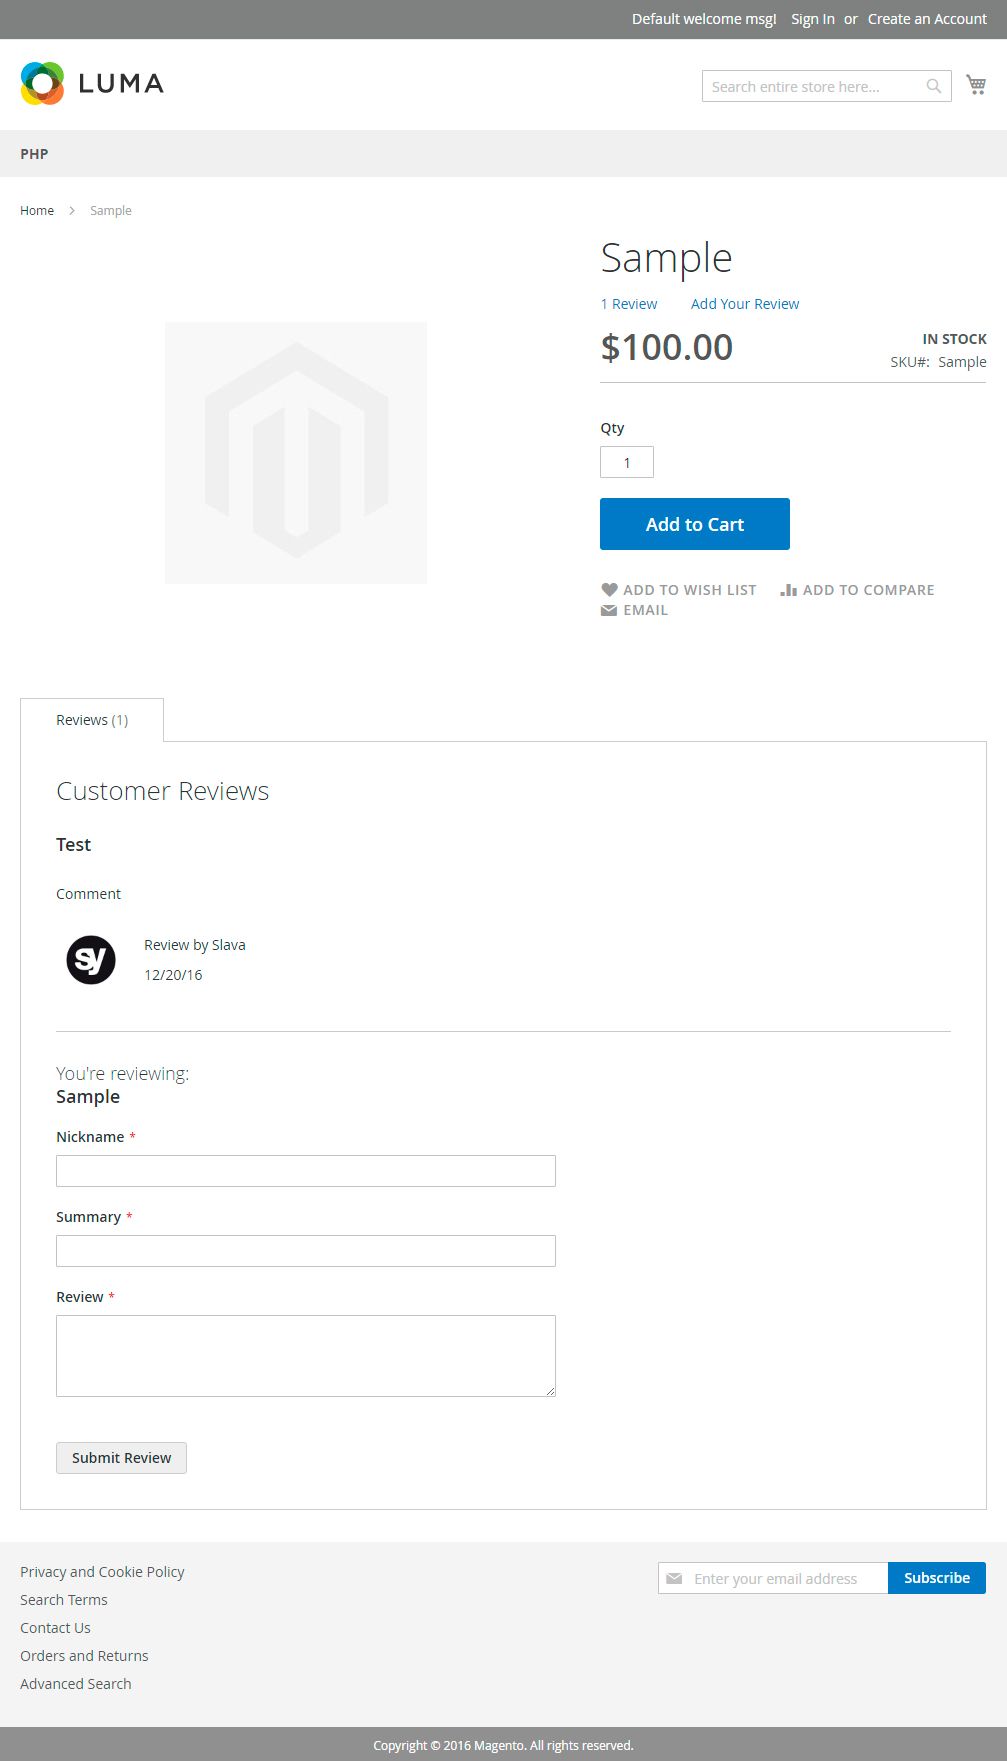 Default welcome msg! Sign In or Create an Account
LUMA
Search entire store here...
PHP
Home > Sample
Sample
1 Review Add Your Review
$100.00
IN STOCK
SKU#: Sample
Qty
1
Add to Cart
ADD TO WISH LIST ADD TO COMPARE
EMAIL
Reviews (1)
Customer Reviews
Test
Comment
sy
Review by Slava
12/20/16
You're reviewing:
Sample
Nickname *
Summary *
Review *
Submit Review
Privacy and Cookie Policy
Search Terms
Contact Us
Orders and Returns
Advanced Search
Enter your email address Subscribe
Copyright © 2016 Magento. All rights reserved.